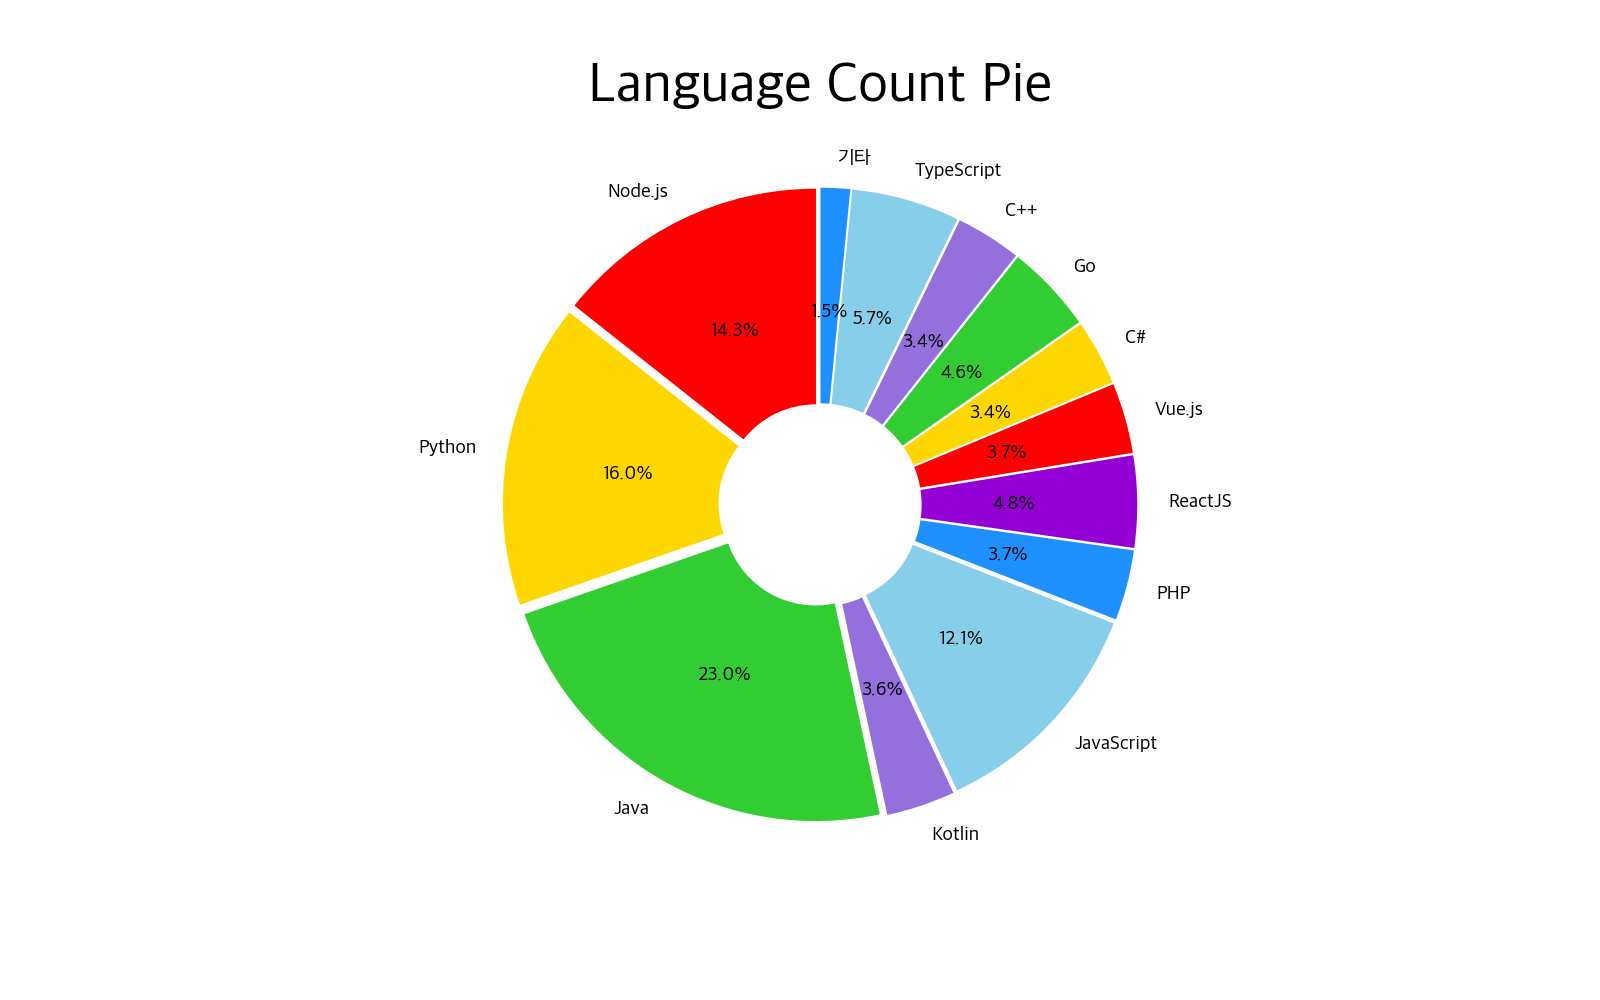 Language Count Pie
기타
TypeScript
C++
Go
C#
Vue.js
ReactJS
PHP
JavaScript
Kotlin
Java
Python
Node.js
1.5%
5.7%
3.4%
4.6%
3.4%
3.7%
4.8%
3.7%
12.1%
3.6%
23.0%
16.0%
14.3%